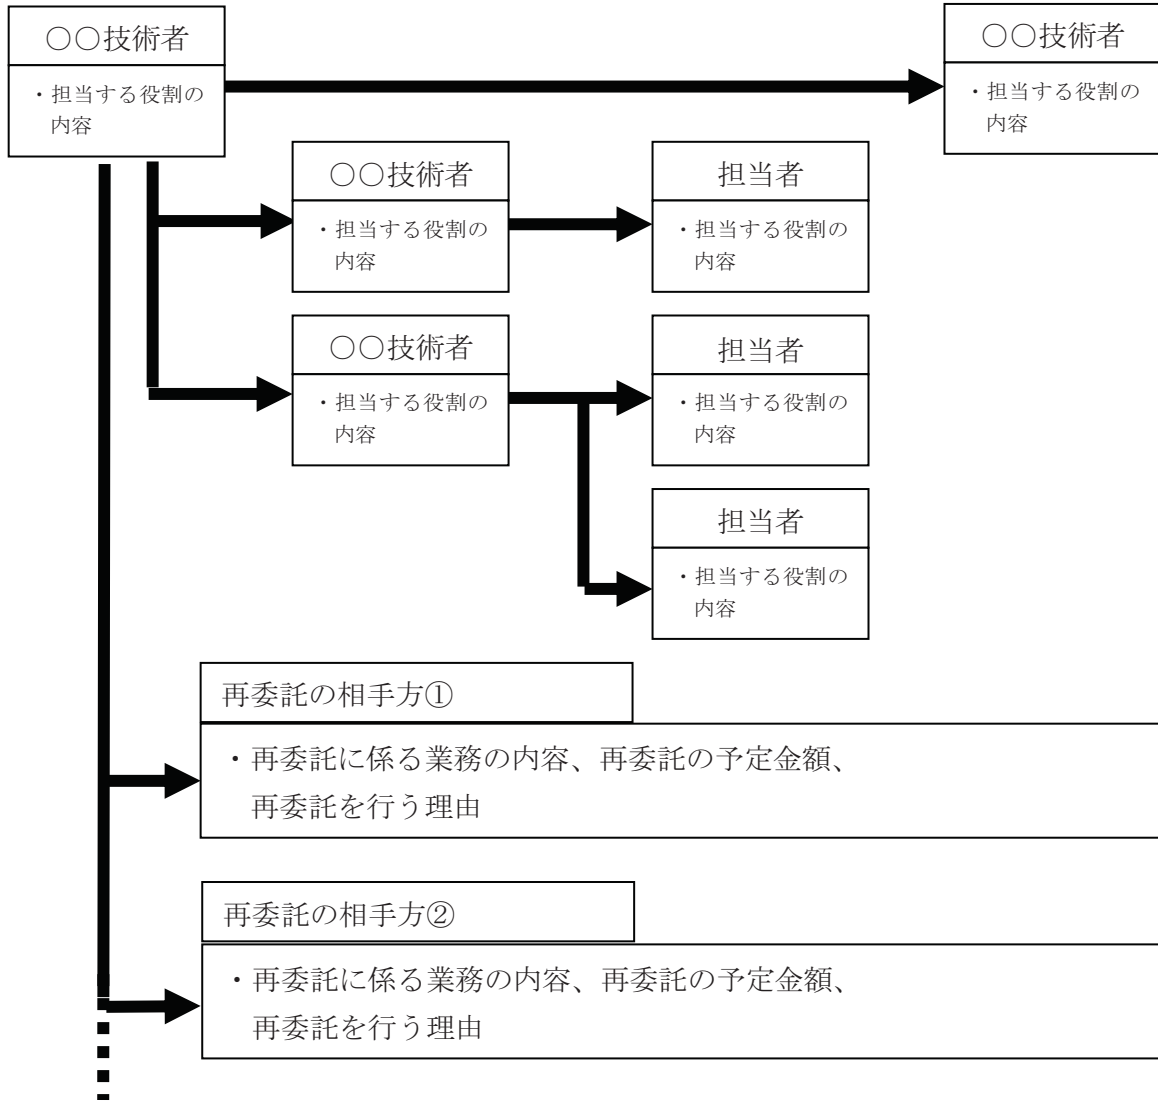 ○○技術者
・担当する役割の
内容
○○技術者
・担当する役割の
内容
○○技術者
・担当する役割の
内容
担当者
・担当する役割の
内容
○○技術者
・担当する役割の
内容
担当者
・担当する役割の
内容
担当者
・担当する役割の
内容
再委託の相手方①
・再委託に係る業務の内容、再委託の予定金額、
再委託を行う理由
再委託の相手方②
・再委託に係る業務の内容、再委託の予定金額、
再委託を行う理由